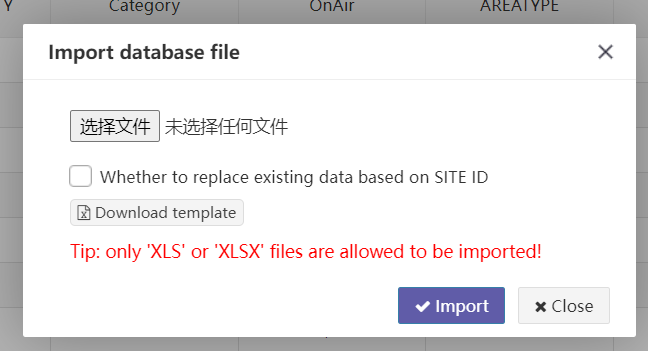 Y Category OnAir AREATYPE
Import database file
选择文件 未选择任何文件
Whether to replace existing data based on SITE ID
Download template
Tip: only 'XLS' or 'XLSX' files are allowed to be imported!
Import Close